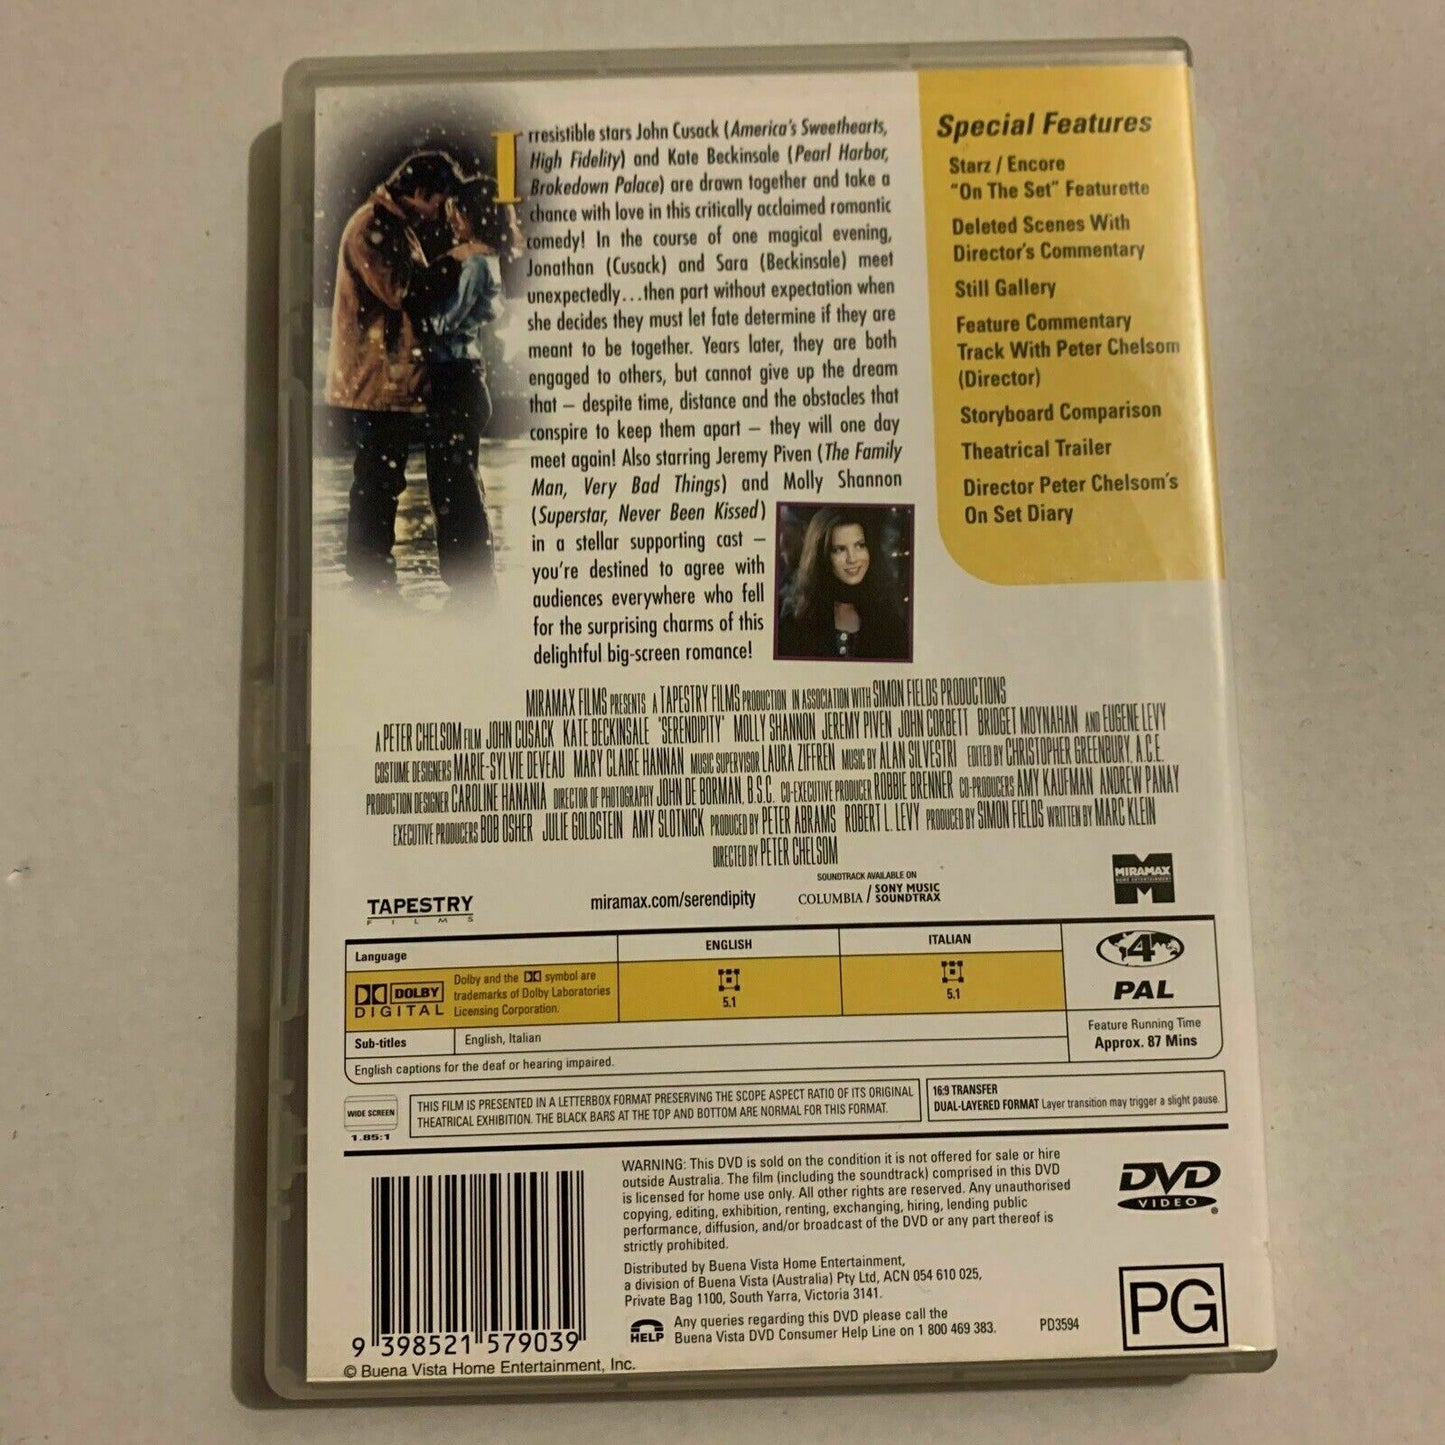 Irresistible stars John Cusack (America's Sweethearts,
High Fidelity) and Kate Beckinsale (Pearl Harbor,
Brokedown Palace) are drawn together and take a
chance with love in this critically acclaimed romantic
comedy! In the course of one magical evening,
Jonathan (Cusack) and Sara (Beckinsale) meet
unexpectedly...then part without expectation when
she decides they must let fate determine if they are
meant to be together. Years later, they are both
engaged to others, but cannot give up the dream
that – despite time, distance and the obstacles that
conspire to keep them apart – they will one day
meet again! Also starring Jeremy Piven (The Family
Man, Very Bad Things) and Molly Shannon
(Superstar, Never Been Kissed)
in a stellar supporting cast –
you're destined to agree with
audiences everywhere who fell
for the surprising charms of this
delightful big-screen romance!
Special Features
Starz / Encore
"On The Set" Featurette
Deleted Scenes With
Director's Commentary
Still Gallery
Feature Commentary
Track With Peter Chelsom
(Director)
Storyboard Comparison
Theatrical Trailer
Director Peter Chelsom's
On Set Diary
MIRAMAX FILMS PRESENTS A TAPESTRY FILMS PRODUCTION IN ASSOCIATION WITH SIMON FIELDS PRODUCTIONS
A PETER CHELSOM FILM JOHN CUSACK KATE BECKINSALE 'SERENDIPITY' MOLLY SHANNON JEREMY PIVEN JOHN CORBETT BRIDGET MOYNAHAN AND EUGENE LEVY
COSTUME DESIGNERS MARIE-SYLVIE DEVEAU MARY CLAIRE HANNAN MUSIC SUPERVISOR LAURA ZIFFREN MUSIC BY ALAN SILVESTRI EDITED BY CHRISTOPHER GREENBURY, A.C.E.
PRODUCTION DESIGNER CAROLINE HANANIA DIRECTOR OF PHOTOGRAPHY JOHN DE BORMAN, B.S.C. CO-EXECUTIVE PRODUCER ROBBIE BRENNER CO-PRODUCERS AMY KAUFMAN ANDREW PANAY
EXECUTIVE PRODUCERS BOB OSHER JULIE GOLDSTEIN AMY SLOTNICK PRODUCED BY PETER ABRAMS ROBERT L. LEVY PRODUCED BY SIMON FIELDS WRITTEN BY MARC KLEIN
DIRECTED BY PETER CHELSOM
TAPESTRY
FILMS
miramax.com/serendipity
SOUNDTRACK AVAILABLE ON
COLUMBIA / SONY MUSIC
SOUNDTRAX
MIRAMAX
HOME ENTERTAINMENT
Language
ENGLISH
ITALIAN
DOLBY
DIGITAL
Dolby and the symbol are
trademarks of Dolby Laboratories
Licensing Corporation.
5.1
5.1
4
PAL
Sub-titles
English, Italian
English captions for the deaf or hearing impaired.
Feature Running Time
Approx. 87 Mins
WIDE SCREEN
1.85:1
THIS FILM IS PRESENTED IN A LETTERBOX FORMAT PRESERVING THE SCOPE ASPECT RATIO OF ITS ORIGINAL
THEATRICAL EXHIBITION. THE BLACK BARS AT THE TOP AND BOTTOM ARE NORMAL FOR THIS FORMAT.
16:9 TRANSFER
DUAL-LAYERED FORMAT Layer transition may trigger a slight pause.
WARNING: This DVD is sold on the condition it is not offered for sale or hire
outside Australia. The film (including the soundtrack) comprised in this DVD
is licensed for home use only. All other rights are reserved. Any unauthorised
copying, editing, exhibition, renting, exchanging, hiring, lending public
performance, diffusion, and/or broadcast of the DVD or any part thereof is
strictly prohibited.
Distributed by Buena Vista Home Entertainment,
a division of Buena Vista (Australia) Pty Ltd, ACN 054 610 025,
Private Bag 1100, South Yarra, Victoria 3141.
HELP
Any queries regarding this DVD please call the
Buena Vista DVD Consumer Help Line on 1 800 469 383.
PD3594
DVD
VIDEO
PG
9 398521 579039
© Buena Vista Home Entertainment, Inc.